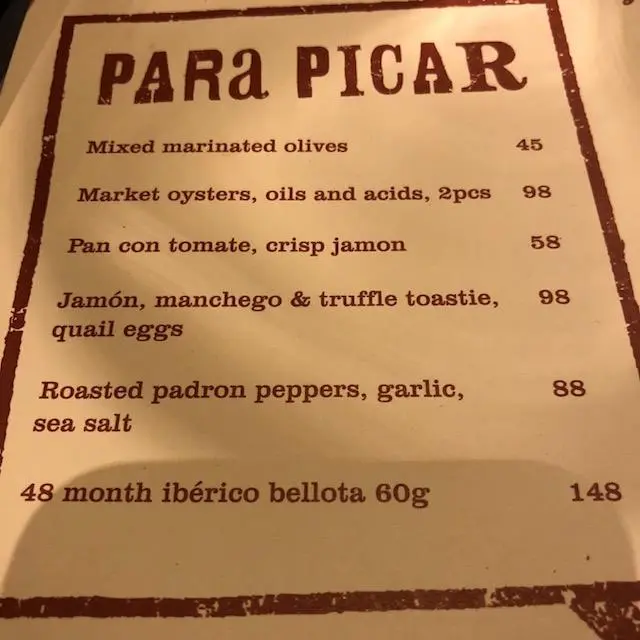 PARa PICAR
Mixed marinated olives 45
Market oysters, oils and acids, 2pcs 98
Pan con tomate, crisp jamon 58
Jamón, manchego & truffle toastie, 98
quail eggs
Roasted padron peppers, garlic, 88
sea salt
48 month ibérico bellota 60g 148